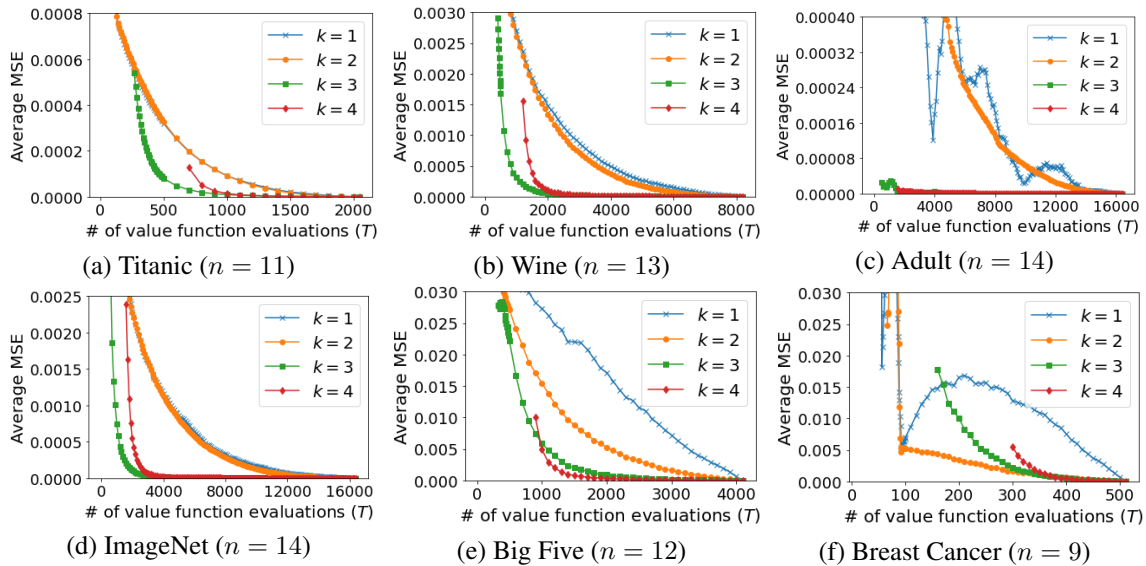 Average MSE
0.0008
0.0006
0.0004
0.0002
0.0000
0 500 1000 1500 2000
k = 1
k = 2
k = 3
k = 4
# of value function evaluations (T)
(a) Titanic (n = 11)
Average MSE
0.0030
0.0025
0.0020
0.0015
0.0010
0.0005
0.0000
0 2000 4000 6000 8000
k = 1
k = 2
k = 3
k = 4
# of value function evaluations (T)
(b) Wine (n = 13)
Average MSE
0.00040
0.00032
0.00024
0.00016
0.00008
0.00000
0 4000 8000 12000 16000
k = 1
k = 2
k = 3
k = 4
# of value function evaluations (T)
(c) Adult (n = 14)
Average MSE
0.0025
0.0020
0.0015
0.0010
0.0005
0.0000
0 4000 8000 12000 16000
k = 1
k = 2
k = 3
k = 4
# of value function evaluations (T)
(d) ImageNet (n = 14)
Average MSE
0.030
0.025
0.020
0.015
0.010
0.005
0.000
0 1000 2000 3000 4000
k = 1
k = 2
k = 3
k = 4
# of value function evaluations (T)
(e) Big Five (n = 12)
Average MSE
0.030
0.025
0.020
0.015
0.010
0.005
0.000
0 100 200 300 400 500
k = 1
k = 2
k = 3
k = 4
# of value function evaluations (T)
(f) Breast Cancer (n = 9)